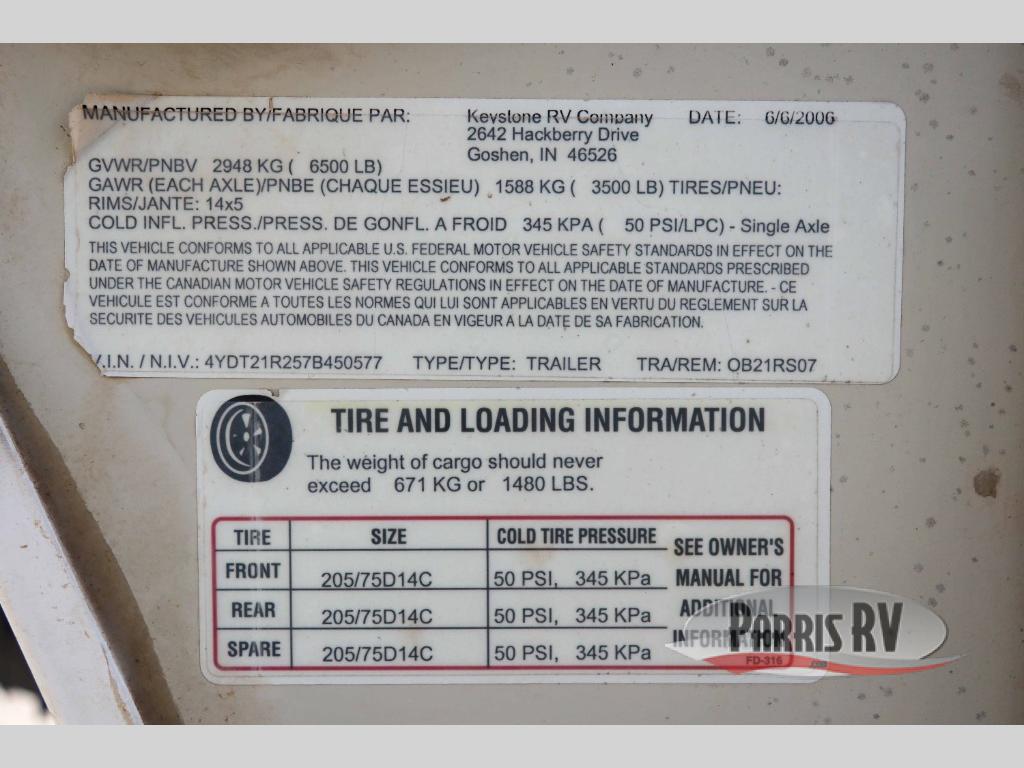 MANUFACTURED BY/FABRIQUE PAR: Keystone RV Company DATE: 6/6/2006
2642 Hackberry Drive
Goshen, IN 46526
GVWR/PNBV 2948 KG ( 6500 LB)
GAWR (EACH AXLE)/PNBE (CHAQUE ESSIEU) 1588 KG ( 3500 LB) TIRES/PNEU:
RIMS/JANTE: 14x5
COLD INFL. PRESS./PRESS. DE GONFL. A FROID 345 KPA ( 50 PSI/LPC) - Single Axle
THIS VEHICLE CONFORMS TO ALL APPLICABLE U.S. FEDERAL MOTOR VEHICLE SAFETY STANDARDS IN EFFECT ON THE
DATE OF MANUFACTURE SHOWN ABOVE. THIS VEHICLE CONFORMS TO ALL APPLICABLE STANDARDS PRESCRIBED
UNDER THE CANADIAN MOTOR VEHICLE SAFETY REGULATIONS IN EFFECT ON THE DATE OF MANUFACTURE. - CE
VEHICULE EST CONFORME A TOUTES LES NORMES QUI LUI SONT APPLICABLES EN VERTU DU REGLEMENT SUR LA
SECURITE DES VEHICULES AUTOMOBILES DU CANADA EN VIGEUR A LA DATE DE SA FABRICATION.
V.I.N. / N.I.V.: 4YDT21R257B450577 TYPE/TYPE: TRAILER TRA/REM: OB21RS07
TIRE AND LOADING INFORMATION
The weight of cargo should never
exceed 671 KG or 1480 LBS.
TIRE SIZE COLD TIRE PRESSURE
FRONT 205/75D14C 50 PSI, 345 KPa
REAR 205/75D14C 50 PSI, 345 KPa
SPARE 205/75D14C 50 PSI, 345 KPa
SEE OWNER'S
MANUAL FOR
ADDITIONAL
INFORMATION
FD-316
PARRIS RV
.com